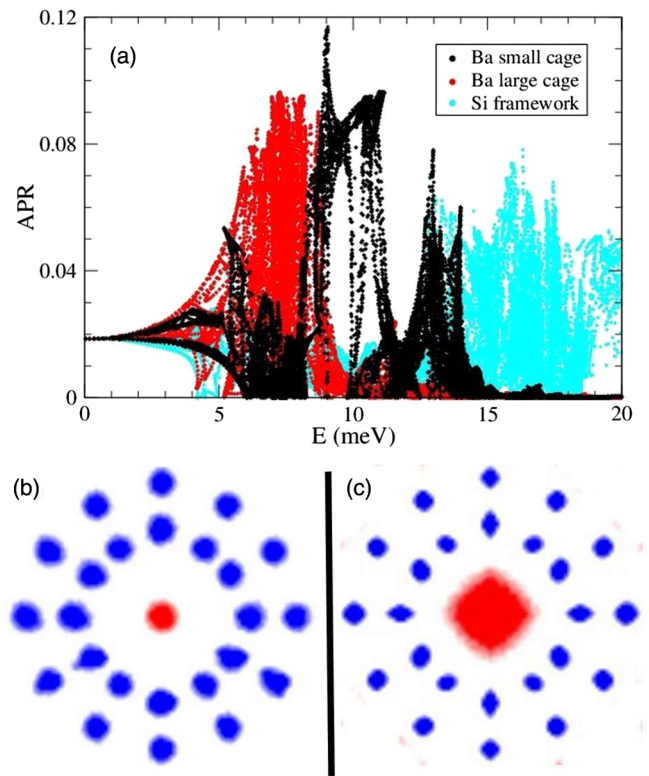 0.12
(a)
Ba small cage
Ba large cage
Si framework
0.08
APR
0.04
0
0 5 10 15 20
E (meV)
(b) (c)